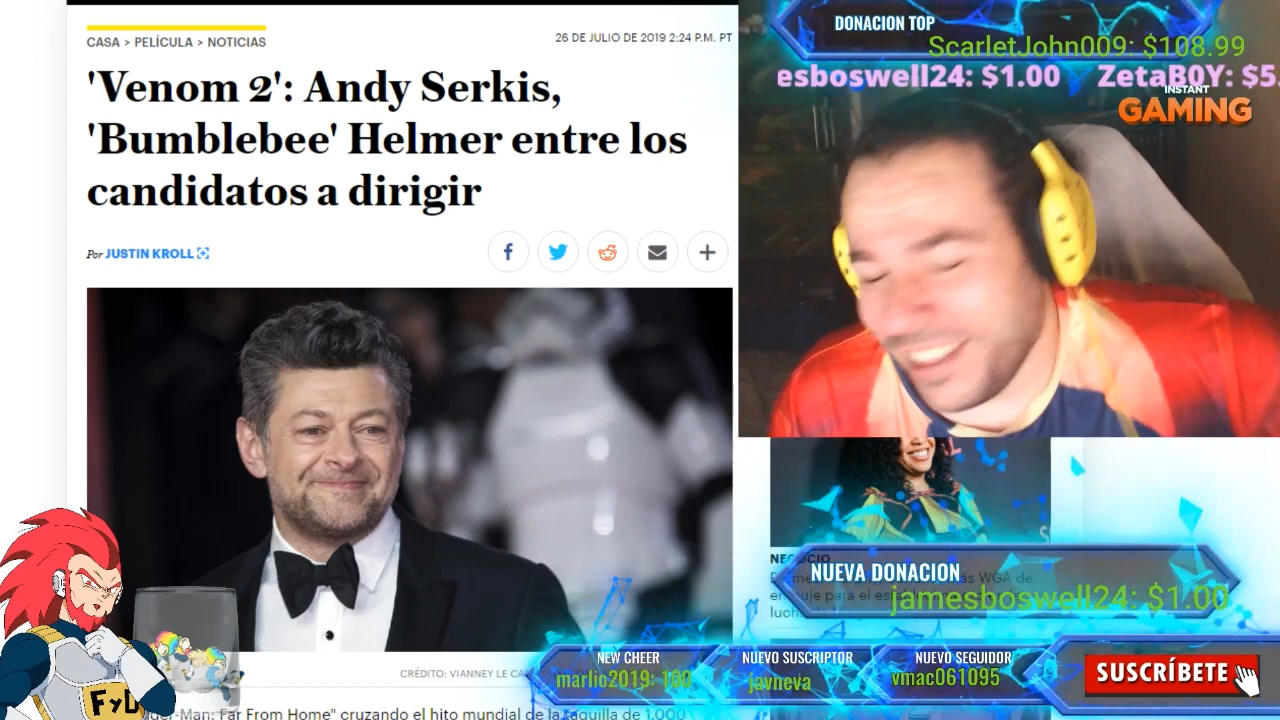 CASA > PELÍCULA > NOTICIAS
26 DE JULIO DE 2019 2:24 P.M. PT
'Venom 2': Andy Serkis,
'Bumblebee' Helmer entre los
candidatos a dirigir
Por JUSTIN KROLL
CRÉDITO: VIANNEY LE
Man: Far From Home" cruzando el hito mundial de la taquilla de 1.000
DONACION TOP
ScarletJohn009: $108.99
esboswell24: $1.00 ZetaB0Y: $5
INSTANT
GAMING
NUEVA DONACION
jamesboswell24: $1.00
NEW CHEER
marlio2019: 100
NUEVO SUSCRIPTOR
javneva
NUEVO SEGUIDOR
vmac061095
SUSCRÍBETE
FyD